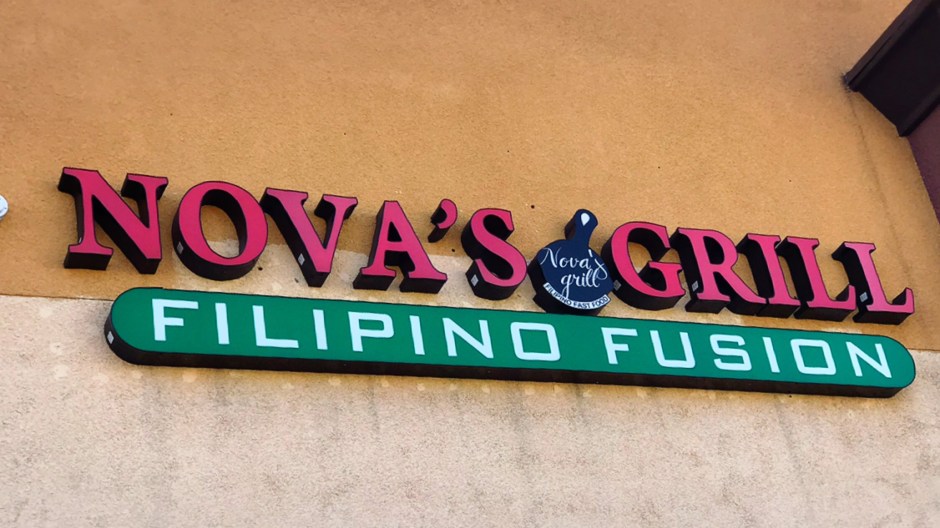 NOVA'S GRILL
Nova's
grill
FILIPINO FAST FOOD
FILIPINO FUSION